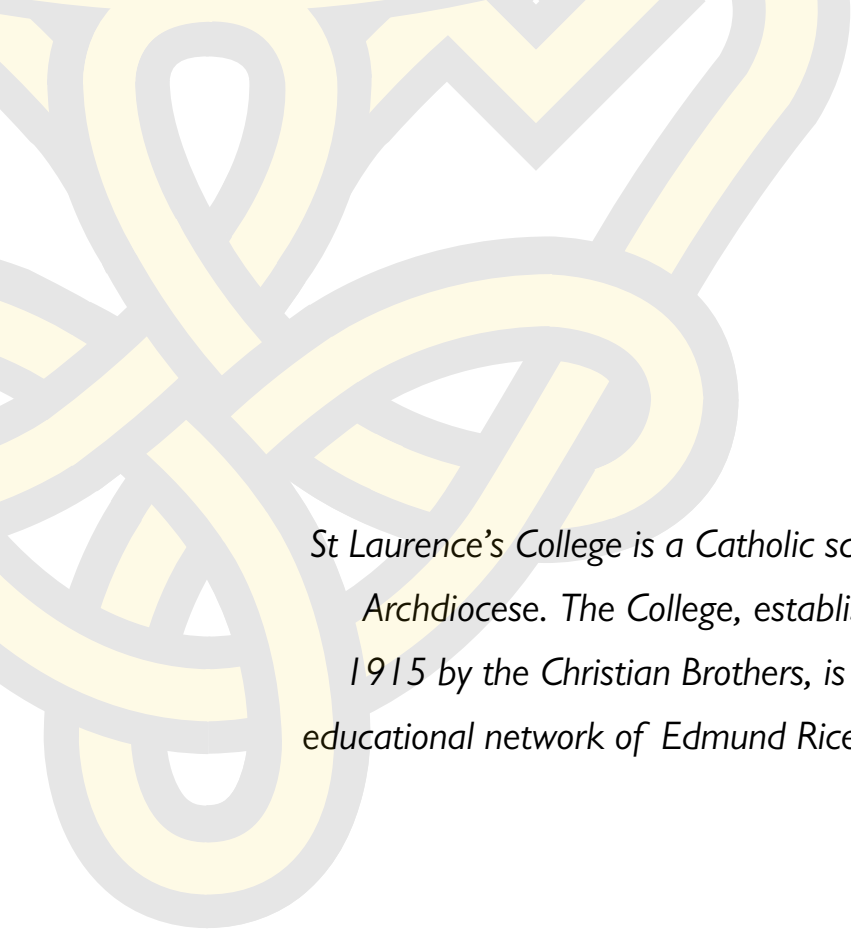 St Laurence’s College is a Catholic
Archdiocese. The College,
1915 by the Christian Brothers, is
educational network of Edmund Rice